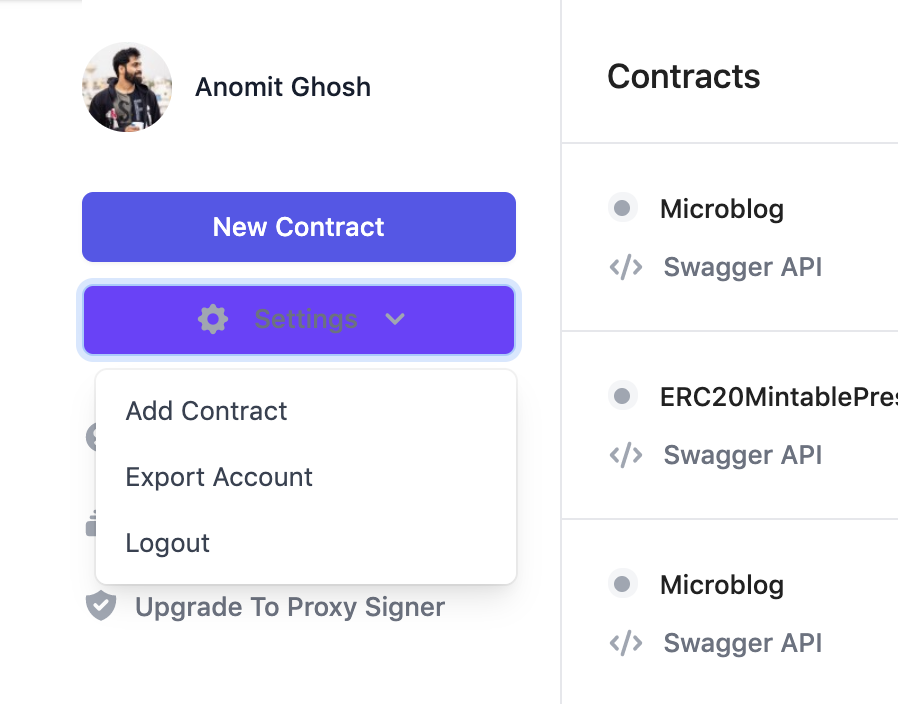 Anomit Ghosh
New Contract
Settings
Add Contract
Export Account
Logout
Upgrade To Proxy Signer
Contracts
Microblog
Swagger API
ERC20MintablePres
Swagger API
Microblog
Swagger API